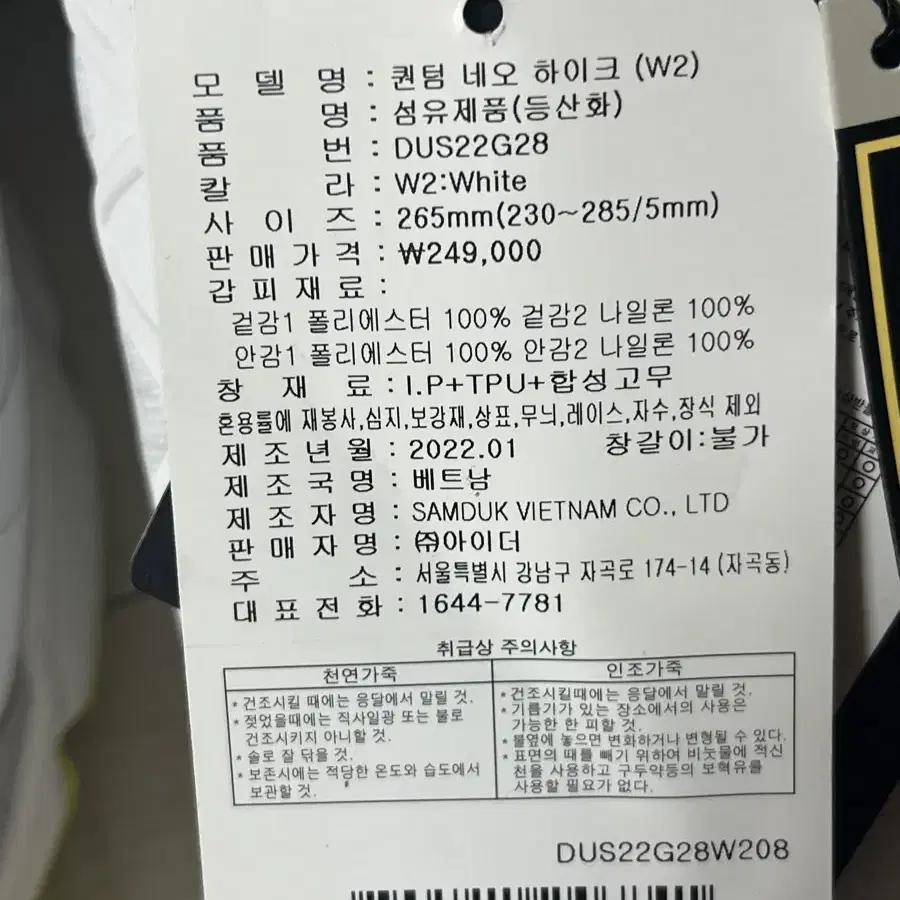 모델명 : 퀀텀 네오 하이크 (W2)
품명 : 섬유제품(등산화)
품번 : DUS22G28
칼라 : W2:White
사이즈 : 265mm(230~285/5mm)
판매가격 : ₩249,000
갑피재료 :
겉감1 폴리에스터 100% 겉감2 나일론 100%
안감1 폴리에스터 100% 안감2 나일론 100%
창재료 : I.P+TPU+합성고무
혼용률에 재봉사,심지,보강재,상표,무늬,레이스,자수,장식 제외
제조년월 : 2022.01 창갈이:불가
제조국명 : 베트남
제조자명 : SAMDUK VIETNAM CO., LTD
판매자명 : ㈜아이더
주소 : 서울특별시 강남구 자곡로 174-14 (자곡동)
대표전화 : 1644-7781
취급상 주의사항
천연가죽
* 건조시킬 때에는 응달에서 말릴 것.
* 젖었을때에는 직사일광 또는 불로
건조시키지 아니할 것.
* 솔로 잘 닦을 것.
* 보존시에는 적당한 온도와 습도에서
보관할 것.
인조가죽
* 건조시킬때에는 응달에서 말릴 것.
* 기름기가 있는 장소에서의 사용은
가능한 한 피할 것.
* 불옆에 놓으면 변화하거나 변형될 수 있다.
* 표면의 때를 빼기 위하여 비눗물에 적신
천을 사용하고 구두약등의 보혁유를
사용할 필요가 없다.
DUS22G28W208